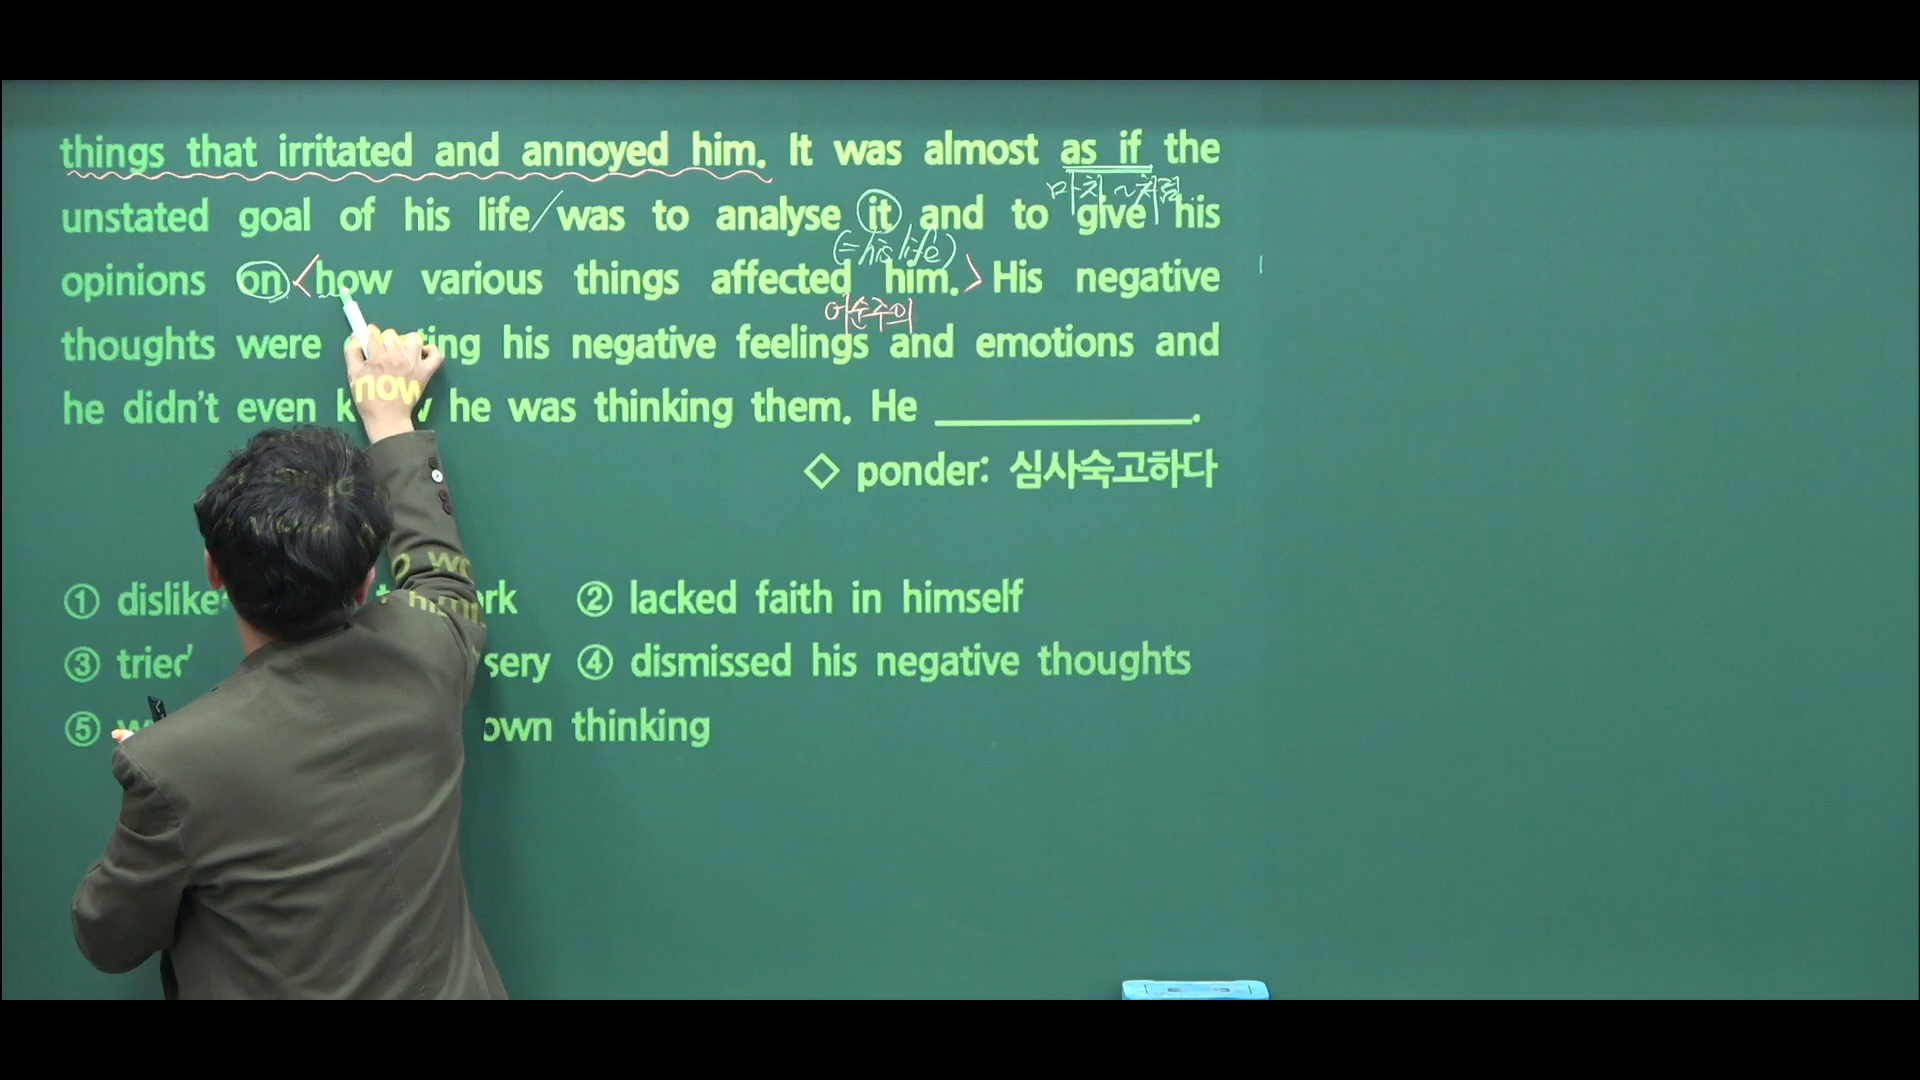 things that irritated and annoyed him. It was almost as if the
마치 ~처럼
unstated goal of his life / was to analyse it and to give his
(= his life)
opinions on < how various things affected him. > His negative
어순주의
thoughts were ting his negative feelings and emotions and
he didn't even know he was thinking them. He ____________.
◇ ponder: 심사숙고하다
① dislike ork ② lacked faith in himself
③ tried sery ④ dismissed his negative thoughts
⑤ own thinking